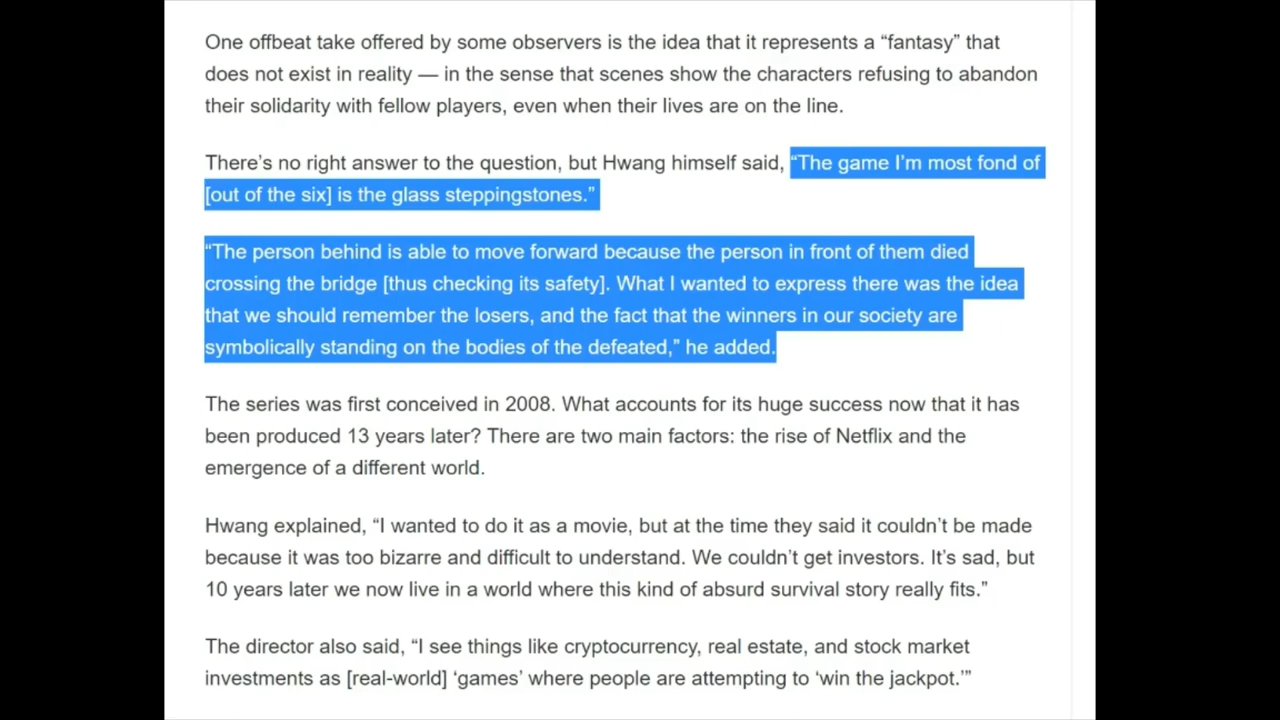 One offbeat take offered by some observers is the idea that it represents a “fantasy” that
does not exist in reality — in the sense that scenes show the characters refusing to abandon
their solidarity with fellow players, even when their lives are on the line.
There’s no right answer to the question, but Hwang himself said, “The game I’m most fond of
[out of the six] is the glass steppingstones.”
“The person behind is able to move forward because the person in front of them died
crossing the bridge [thus checking its safety]. What I wanted to express there was the idea
that we should remember the losers, and the fact that the winners in our society are
symbolically standing on the bodies of the defeated,” he added.
The series was first conceived in 2008. What accounts for its huge success now that it has
been produced 13 years later? There are two main factors: the rise of Netflix and the
emergence of a different world.
Hwang explained, “I wanted to do it as a movie, but at the time they said it couldn’t be made
because it was too bizarre and difficult to understand. We couldn’t get investors. It’s sad, but
10 years later we now live in a world where this kind of absurd survival story really fits.”
The director also said, “I see things like cryptocurrency, real estate, and stock market
investments as [real-world] ‘games’ where people are attempting to ‘win the jackpot.’”